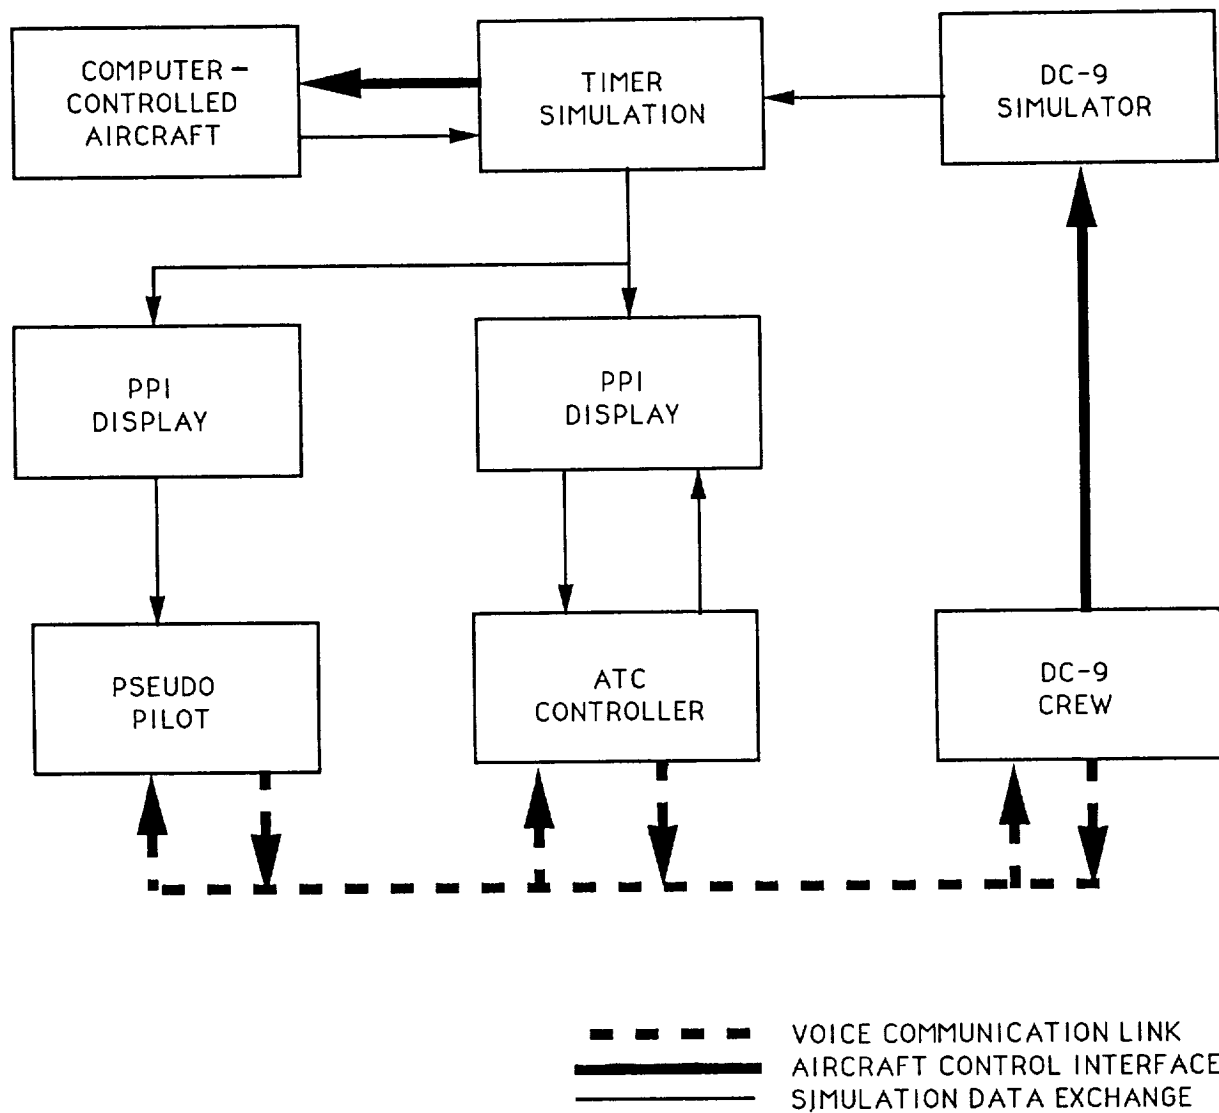 COMPUTER-
CONTROLLED
AIRCRAFT
TIMER
SIMULATION
DC-9
SIMULATOR
PPI
DISPLAY
PPI
DISPLAY
PSEUDO
PILOT
ATC
CONTROLLER
DC-9
CREW
VOICE COMMUNICATION LINK
AIRCRAFT CONTROL INTERFACE
SIMULATION DATA EXCHANGE